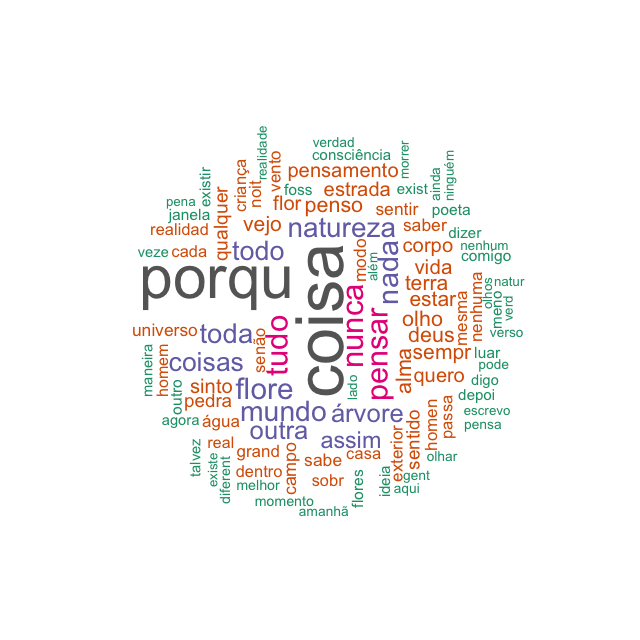 verdad
consciência
realidade
morrer
ninguém
ainda
vento
pensamento
criança
noit
existir
foss
estrada
exist
pena
flor
penso
sentir
poeta
janela
qualquer
vejo
natureza
saber
dizer
realidad
nenhum
veze
cada
todo
modo
nada
corpo
comigo
além
porqu
coisa
vida
natur
terra
olhos
nunca
estar
meno
verd
pensar
olho
mesma
nenhuma
universo
toda
tudo
senão
deus
verso
maneira
homem
coisas
alma
sempr
luar
pode
outro
sinto
flore
lado
quero
digo
pedra
mundo
árvore
depoi
agora
água
outra
passa
escrevo
homen
pensa
real
assim
sentido
talvez
existe
grand
casa
exterior
olhar
diferent
dentro
campo
sabe
gent
melhor
sobr
flores
ideia
aqui
momento
amanhã